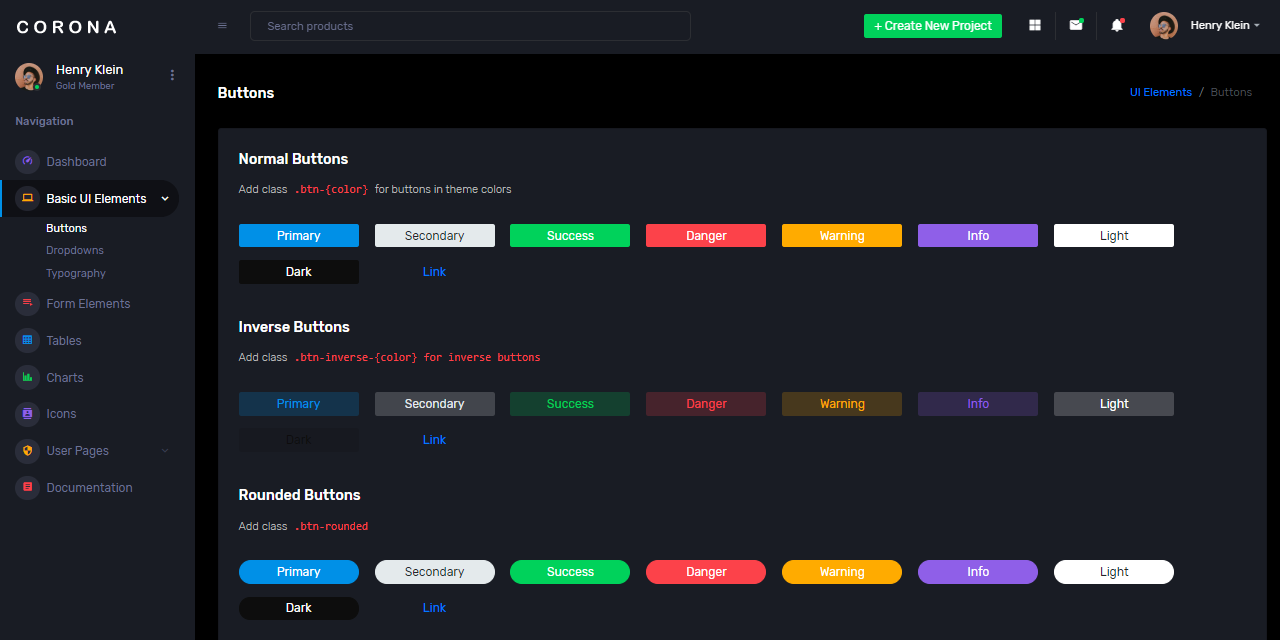 CORONA
Search products
+ Create New Project
Henry Klein
Henry Klein
Gold Member
Navigation
Dashboard
Basic UI Elements
Buttons
Dropdowns
Typography
Form Elements
Tables
Charts
Icons
User Pages
Documentation
Buttons
UI Elements / Buttons
Normal Buttons
Add class .btn-{color} for buttons in theme colors
Primary Secondary Success Danger Warning Info Light
Dark Link
Inverse Buttons
Add class .btn-inverse-{color} for inverse buttons
Primary Secondary Success Danger Warning Info Light
Dark Link
Rounded Buttons
Add class .btn-rounded
Primary Secondary Success Danger Warning Info Light
Dark Link